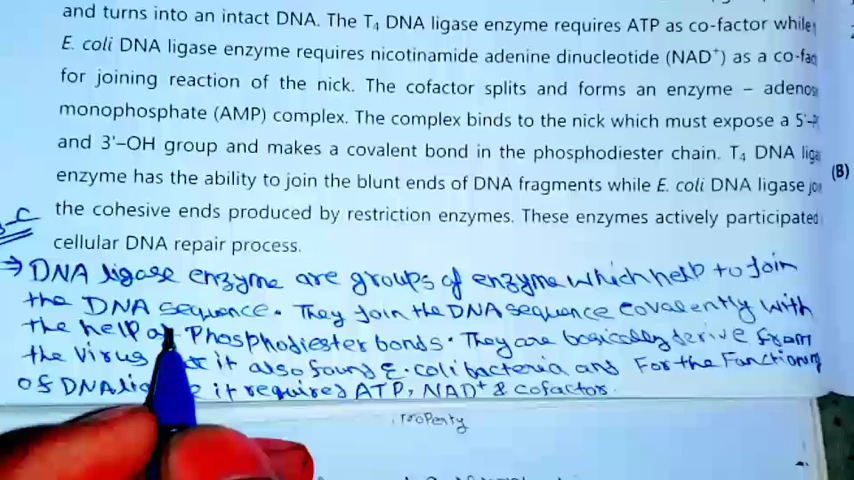 and turns into an intact DNA. The T4 DNA ligase enzyme requires ATP as co-factor while
E. coli DNA ligase enzyme requires nicotinamide adenine dinucleotide (NAD+) as a co-fac
for joining reaction of the nick. The cofactor splits and forms an enzyme – adenos
monophosphate (AMP) complex. The complex binds to the nick which must expose a 5'-P
and 3'-OH group and makes a covalent bond in the phosphodiester chain. T4 DNA liga
(B)
enzyme has the ability to join the blunt ends of DNA fragments while E. coli DNA ligase jo
the cohesive ends produced by restriction enzymes. These enzymes actively participated
cellular DNA repair process.
⇒ DNA ligase enzyme are groups of enzyme which help to join
the DNA sequence. They join the DNA sequence covalently with
the help Phosphodiester bonds. They are basically derive from
the virus it also found E. coli bacteria and For the Functioning
OF DNA it requires ATP, NAD+ & cofactor.
Property